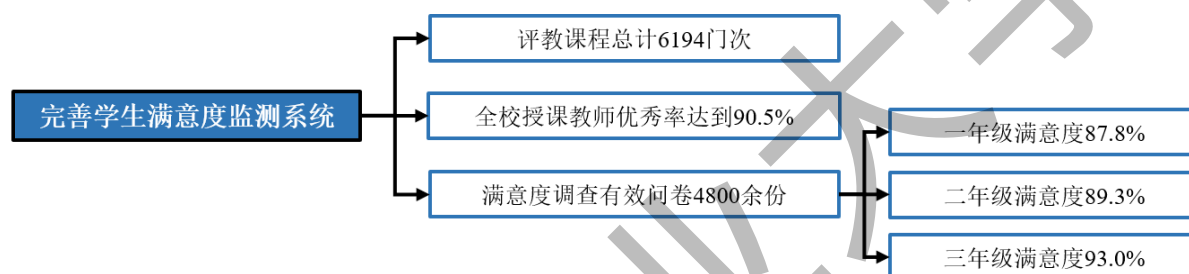 评教课程总计6194门次
完善学生满意度监测系统
全校授课教师优秀率达到90.5%
满意度调查有效问卷4800余份
一年级满意度87.8%
二年级满意度89.3%
三年级满意度93.0%